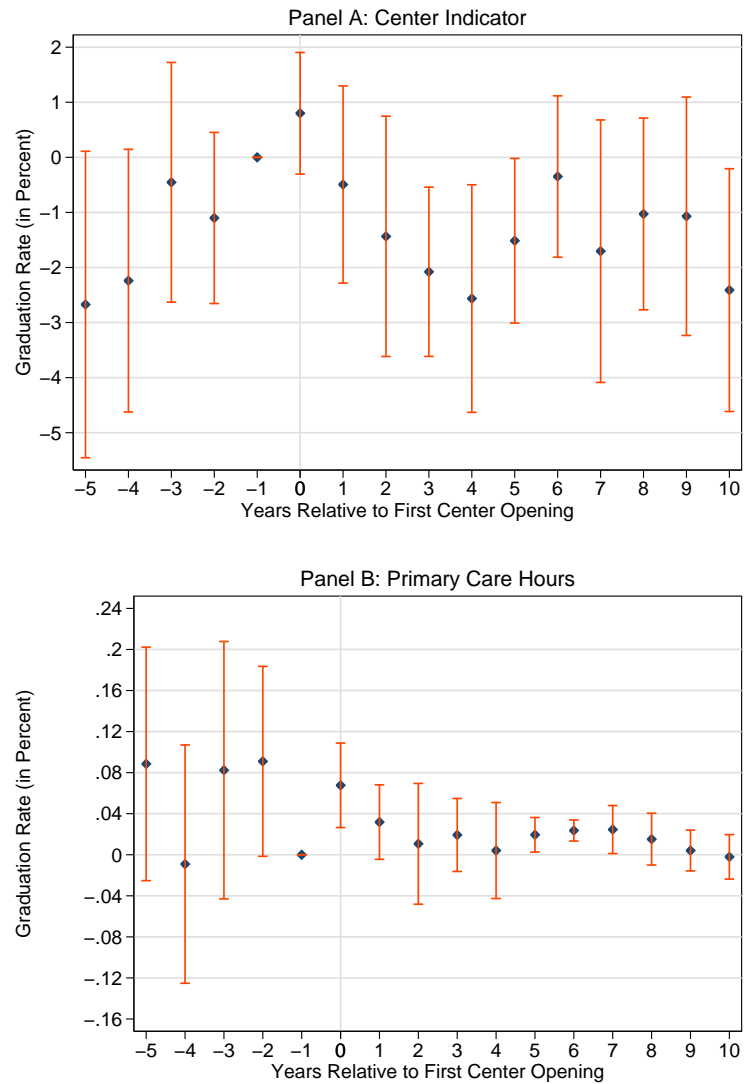 Panel A: Center Indicator
Graduation Rate (in Percent)
2
1
0
−1
−2
−3
−4
−5
−5 −4 −3 −2 −1 0 1 2 3 4 5 6 7 8 9 10
Years Relative to First Center Opening
Panel B: Primary Care Hours
Graduation Rate (in Percent)
.24
.2
.16
.12
.08
.04
0
−.04
−.08
−.12
−.16
−5 −4 −3 −2 −1 0 1 2 3 4 5 6 7 8 9 10
Years Relative to First Center Opening